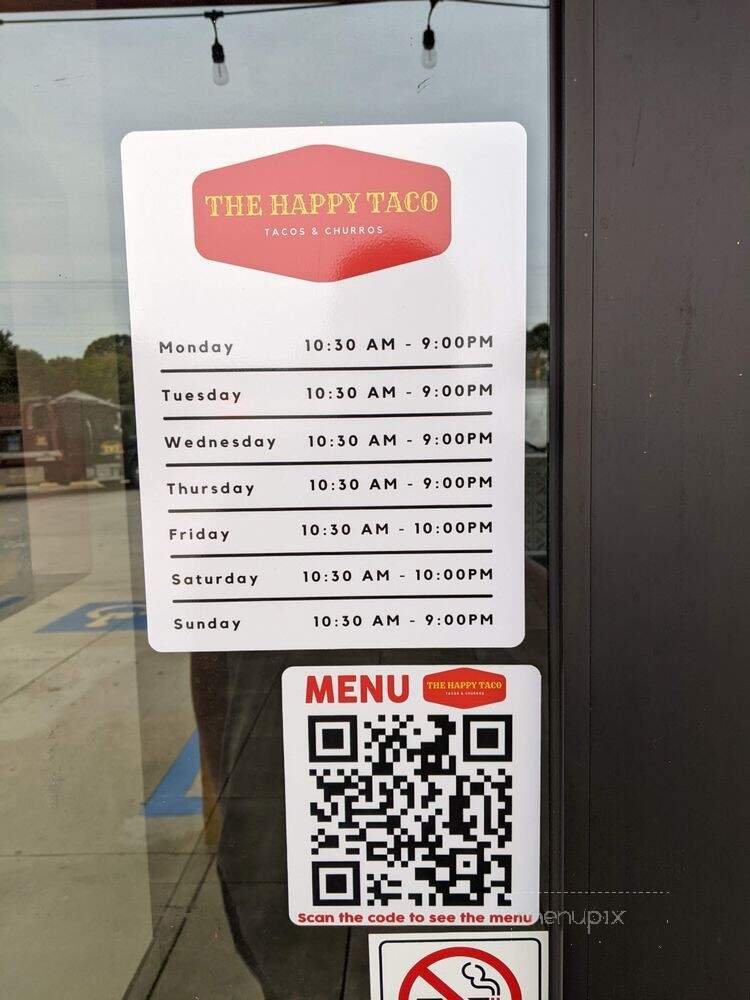 THE HAPPY TACO
TACOS & CHURROS
Monday 10:30 AM - 9:00PM
Tuesday 10:30 AM - 9:00PM
Wednesday 10:30 AM - 9:00PM
Thursday 10:30 AM - 9:00PM
Friday 10:30 AM - 10:00PM
Saturday 10:30 AM - 10:00PM
Sunday 10:30 AM - 9:00PM
MENU THE HAPPY TACO
TACOS & CHURROS
Scan the code to see the menu
menupix